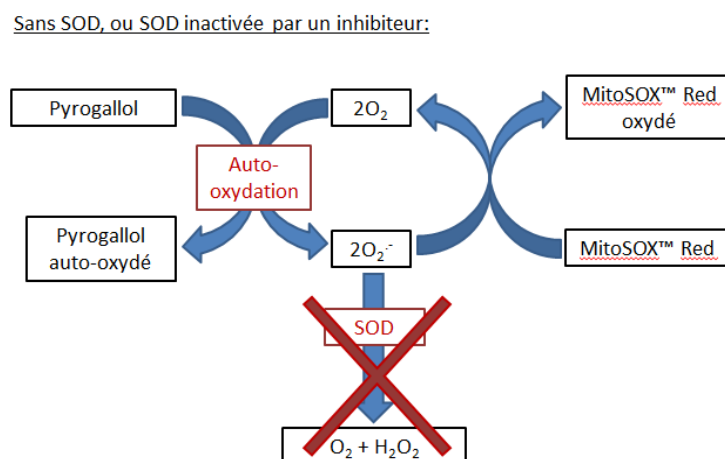 Sans SOD, ou SOD inactivée par un inhibiteur:
Pyrogallol
2O₂
MitoSOX™ Red
oxydé
Auto-
oxydation
Pyrogallol
auto-oxydé
2O₂·⁻
MitoSOX™ Red
SOD
O₂ + H₂O₂